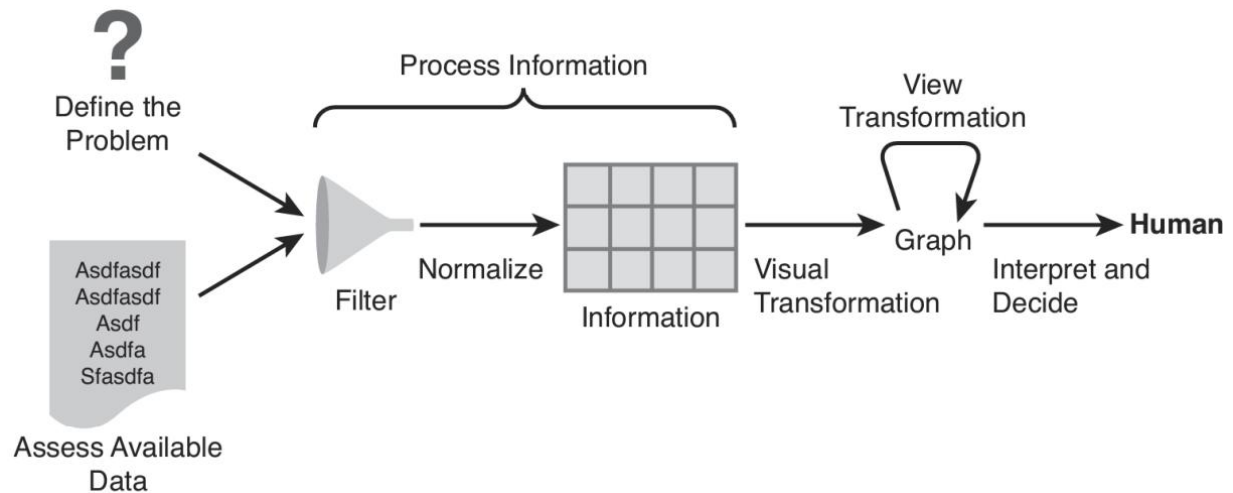 ?
Define the
Problem
Process Information
View
Transformation
Asdfasdf
Asdfasdf
Asdf
Asdfa
Sfasdfa
Assess Available
Data
Filter
Normalize
Information
Visual
Transformation
Graph
Human
Interpret and
Decide